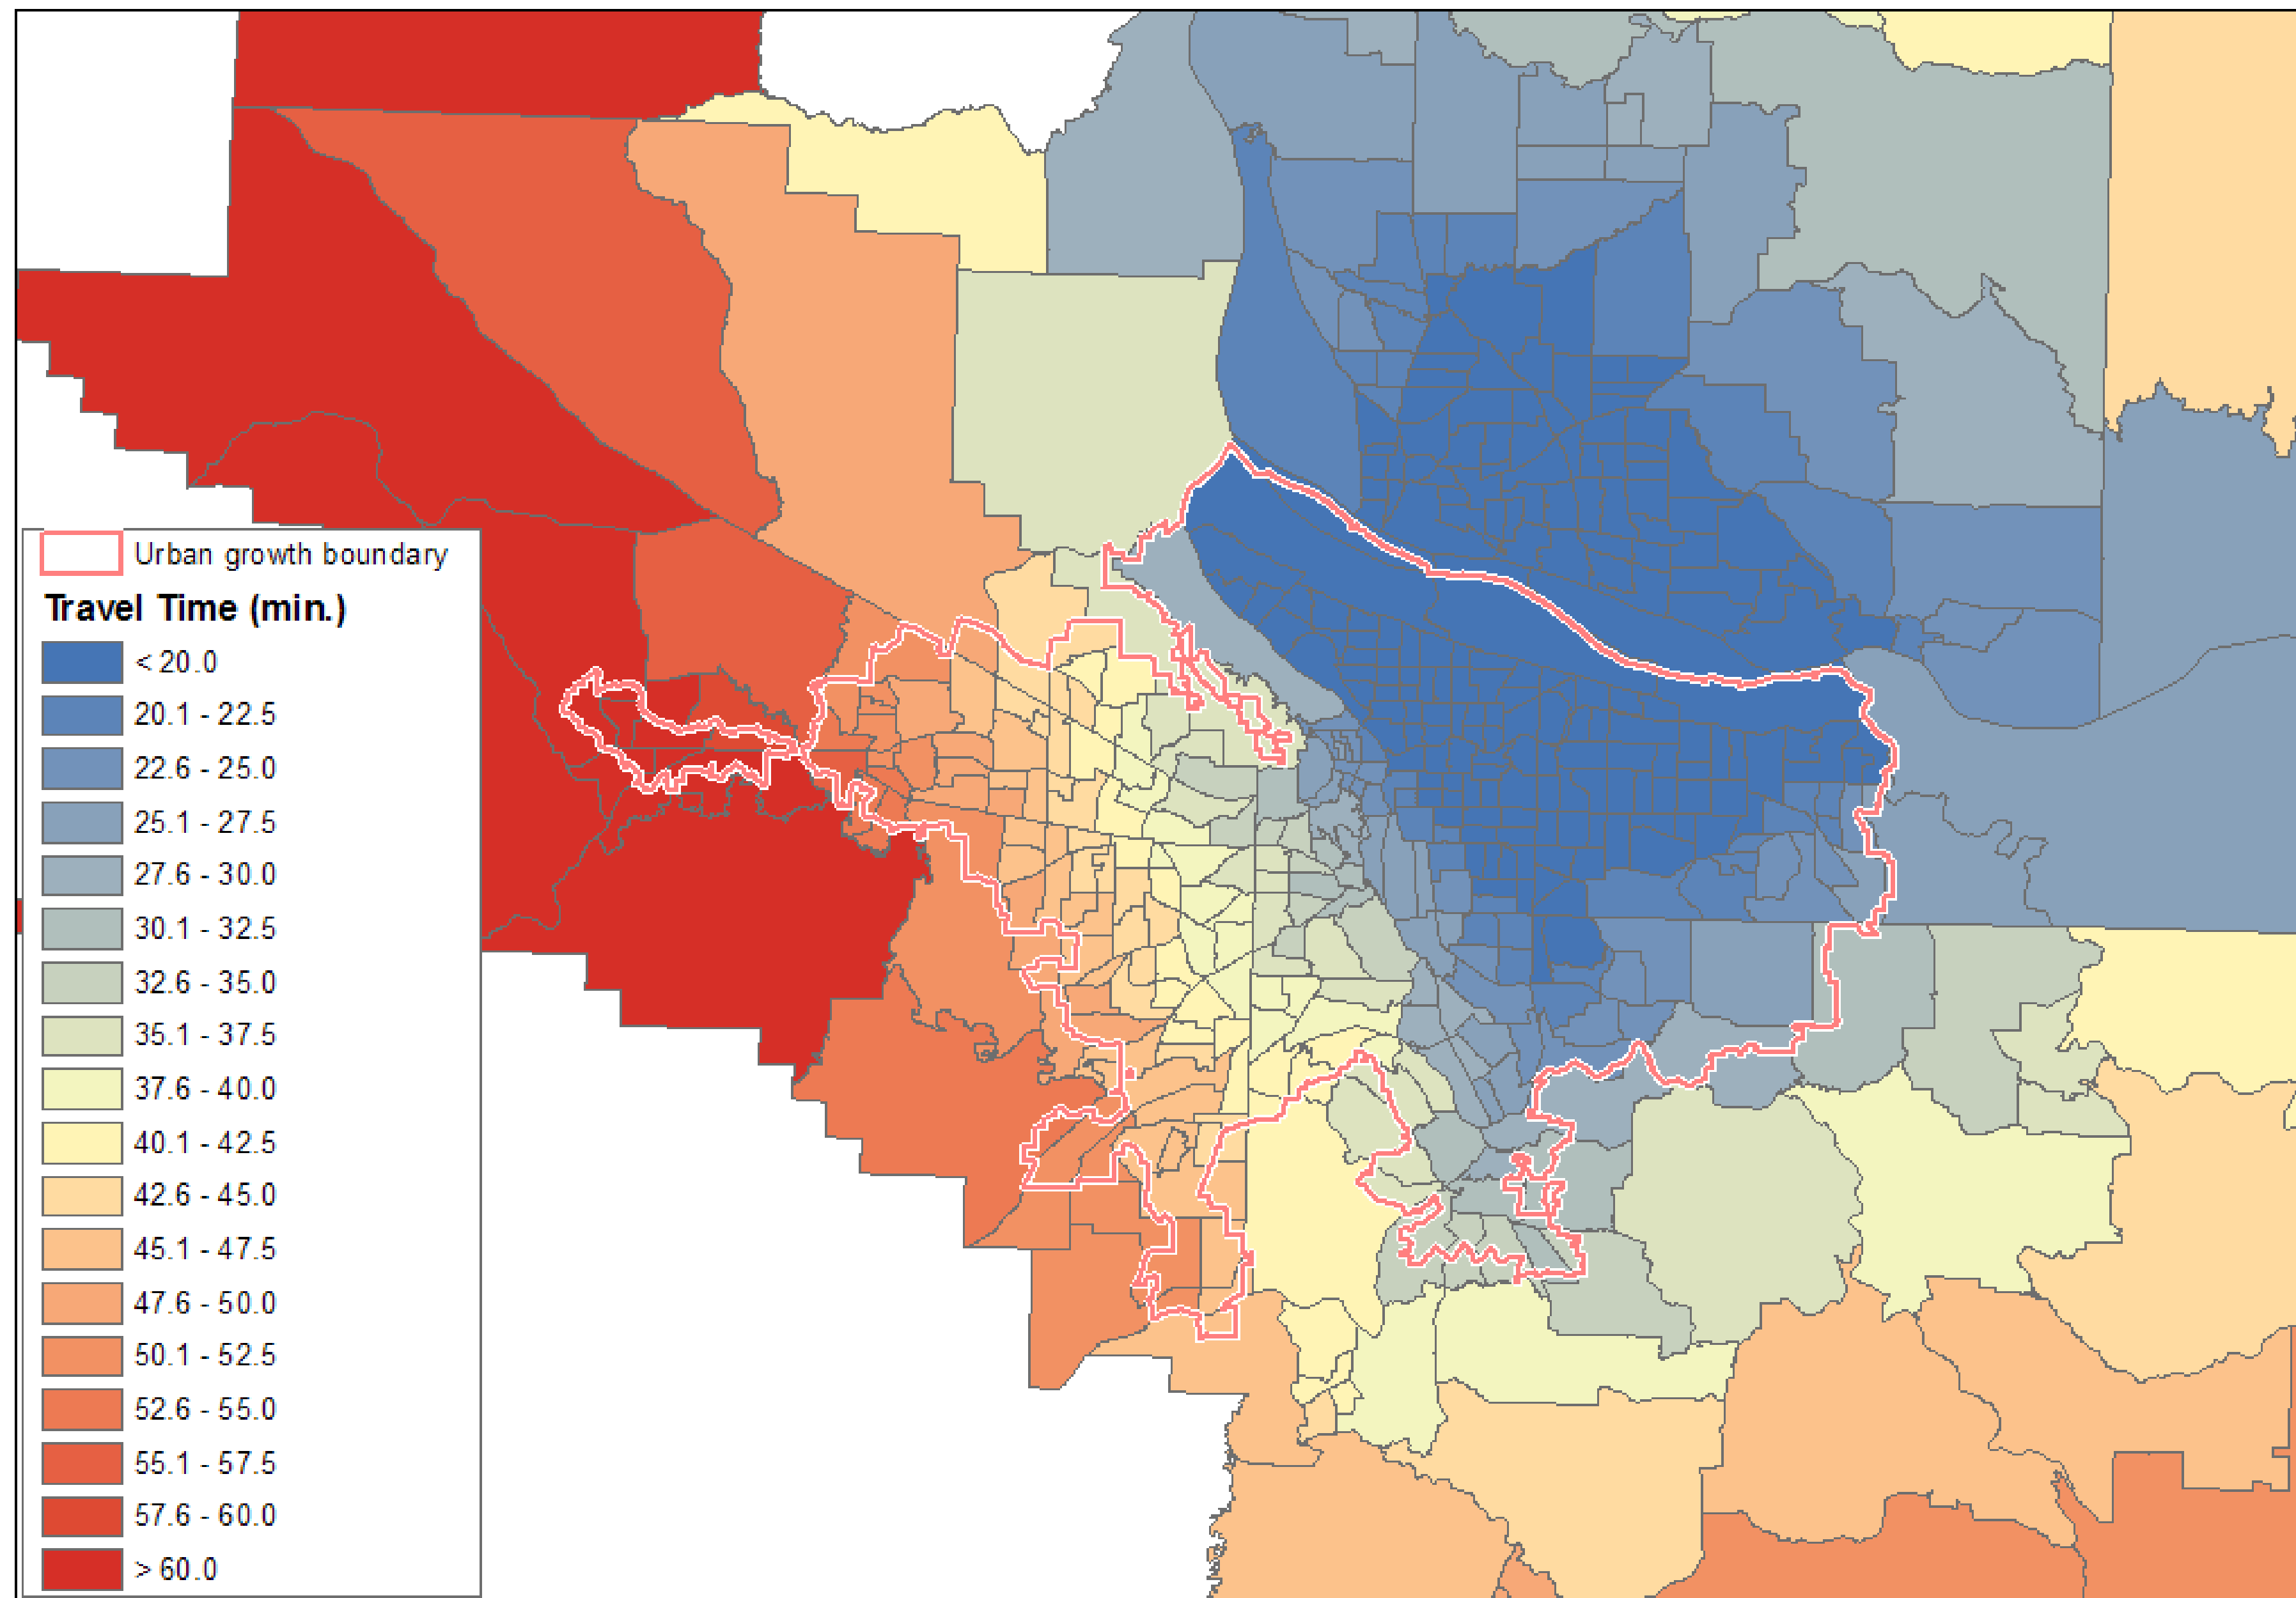 Urban growth boundary
Travel Time (min.)
< 20.0
20.1 - 22.5
22.6 - 25.0
25.1 - 27.5
27.6 - 30.0
30.1 - 32.5
32.6 - 35.0
35.1 - 37.5
37.6 - 40.0
40.1 - 42.5
42.6 - 45.0
45.1 - 47.5
47.6 - 50.0
50.1 - 52.5
52.6 - 55.0
55.1 - 57.5
57.6 - 60.0
> 60.0